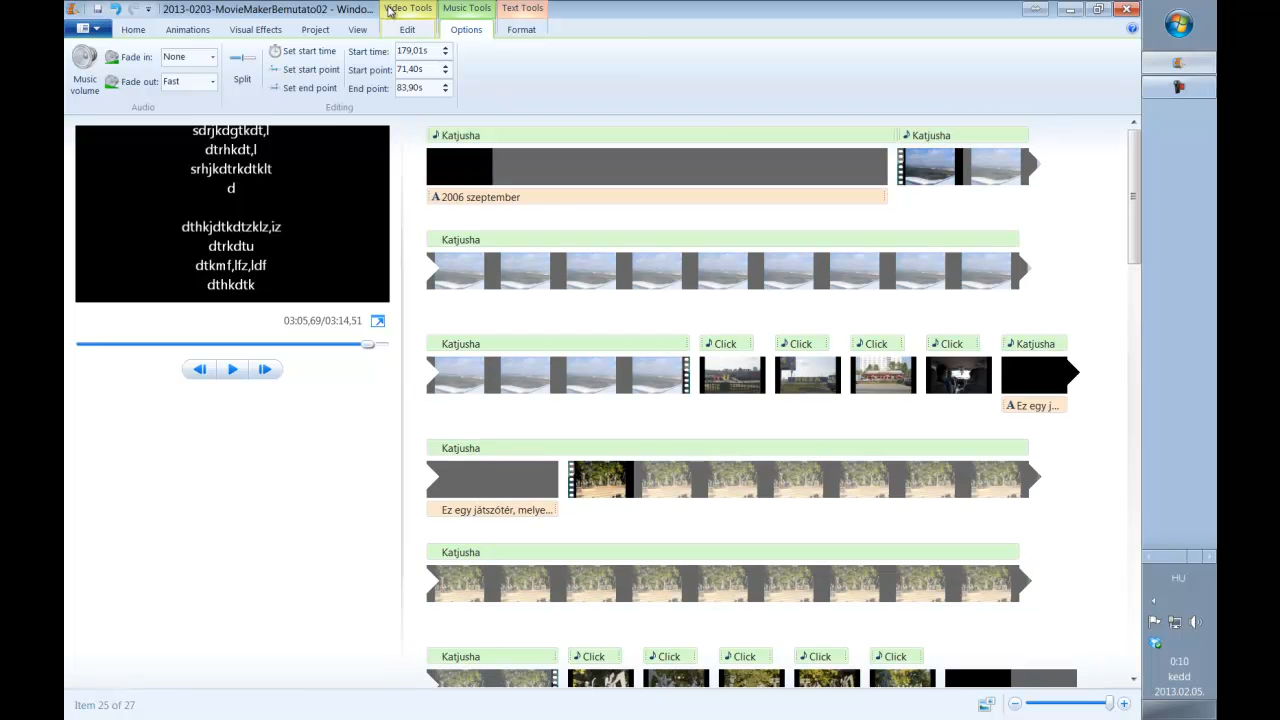 2013-0203-MovieMakerBemutato02 - Windo...
Video Tools
Music Tools
Text Tools
Home
Animations
Visual Effects
Project
View
Edit
Options
Format
Music volume
Fade in: None
Fade out: Fast
Audio
Split
Set start time
Set start point
Set end point
Start time: 179,01s
Start point: 71,40s
End point: 83,90s
Editing
sdrjkdgtkdt,l
dtrhkdt,l
srhjkdtrkdtklt
d
dthkjdtkdtzklz,iz
dtrkdtu
dtkmf,lfz,ldf
dthkdtk
03:05,69/03:14,51
Katjusha
Katjusha
A 2006 szeptember
Katjusha
Katjusha
Click
Click
Click
Click
Katjusha
A Ez egy j...
Katjusha
Ez egy játszótér, melye...
Katjusha
Katjusha
Click
Click
Click
Click
Click
Item 25 of 27
HU
0:10
kedd
2013.02.05.